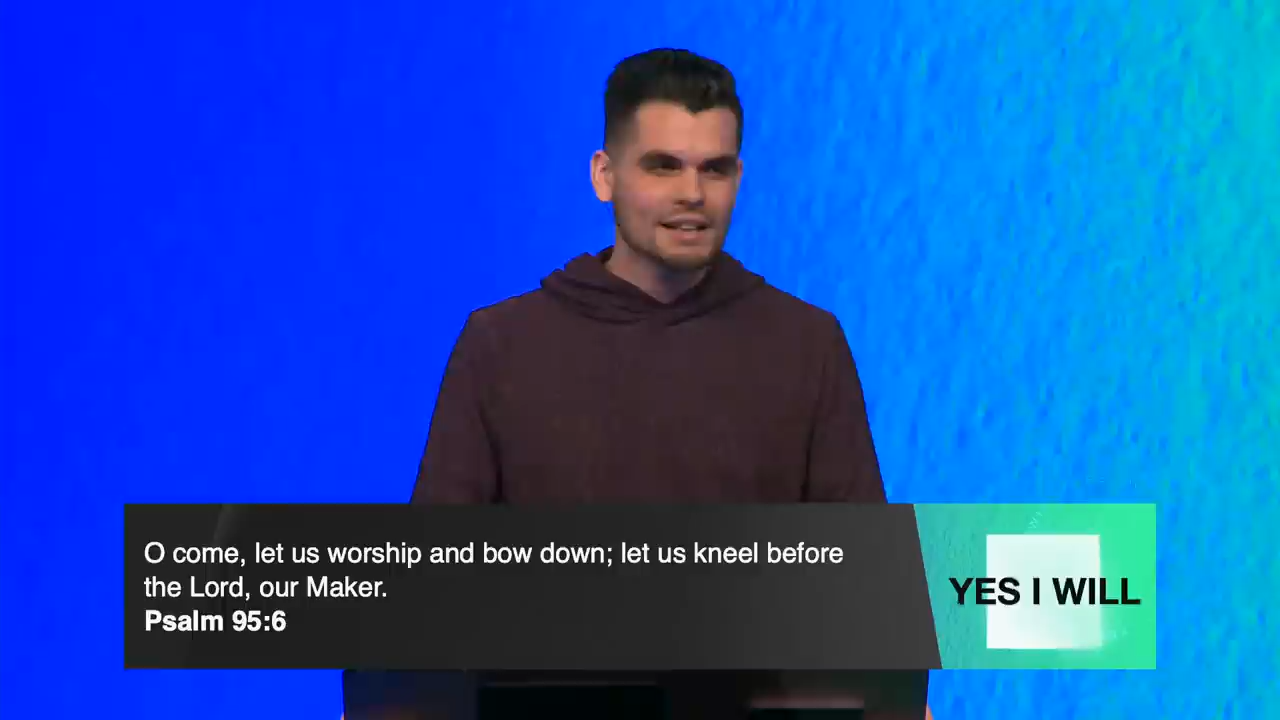 O come, let us worship and bow down; let us kneel before
the Lord, our Maker.
Psalm 95:6
YES I WILL